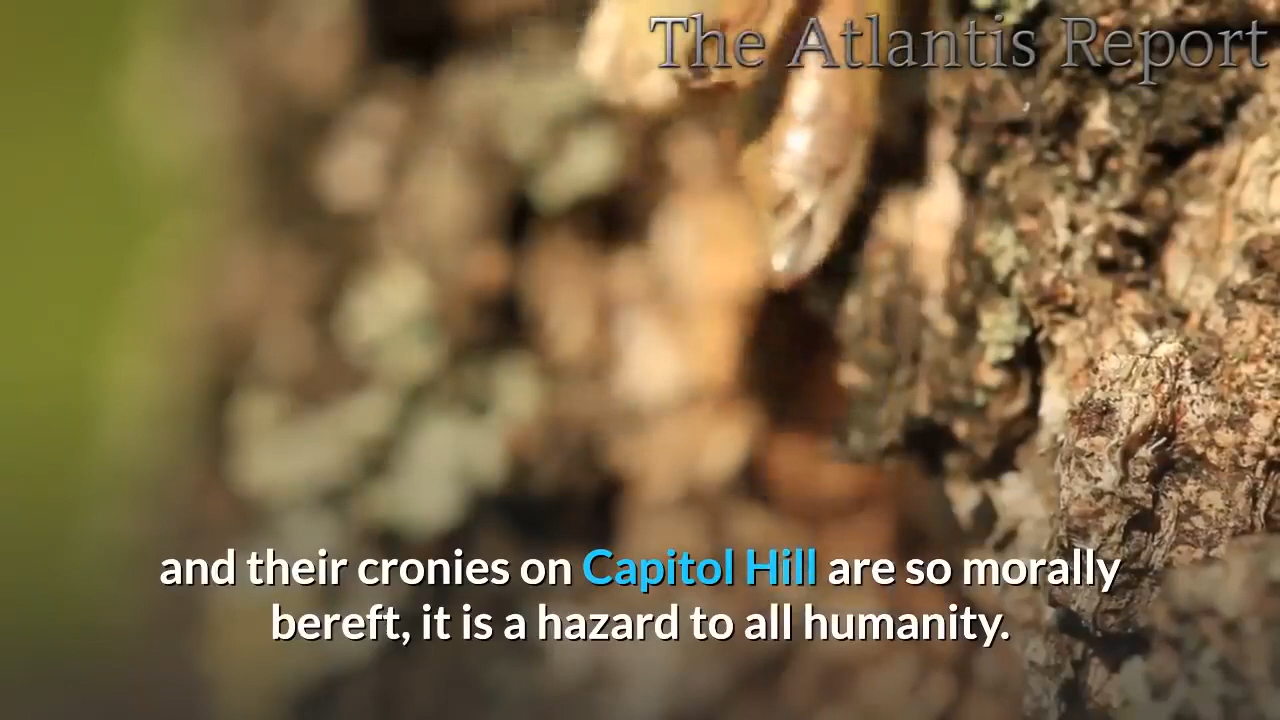 The Atlantis Report
and their cronies on Capitol Hill are so morally
bereft, it is a hazard to all humanity.